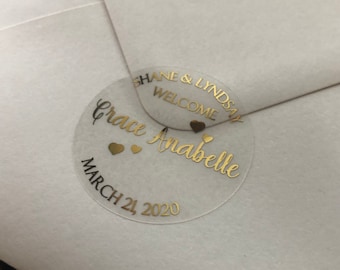 SHANE & LYNDSAY
WELCOME
Grace Anabelle
MARCH 21, 2020